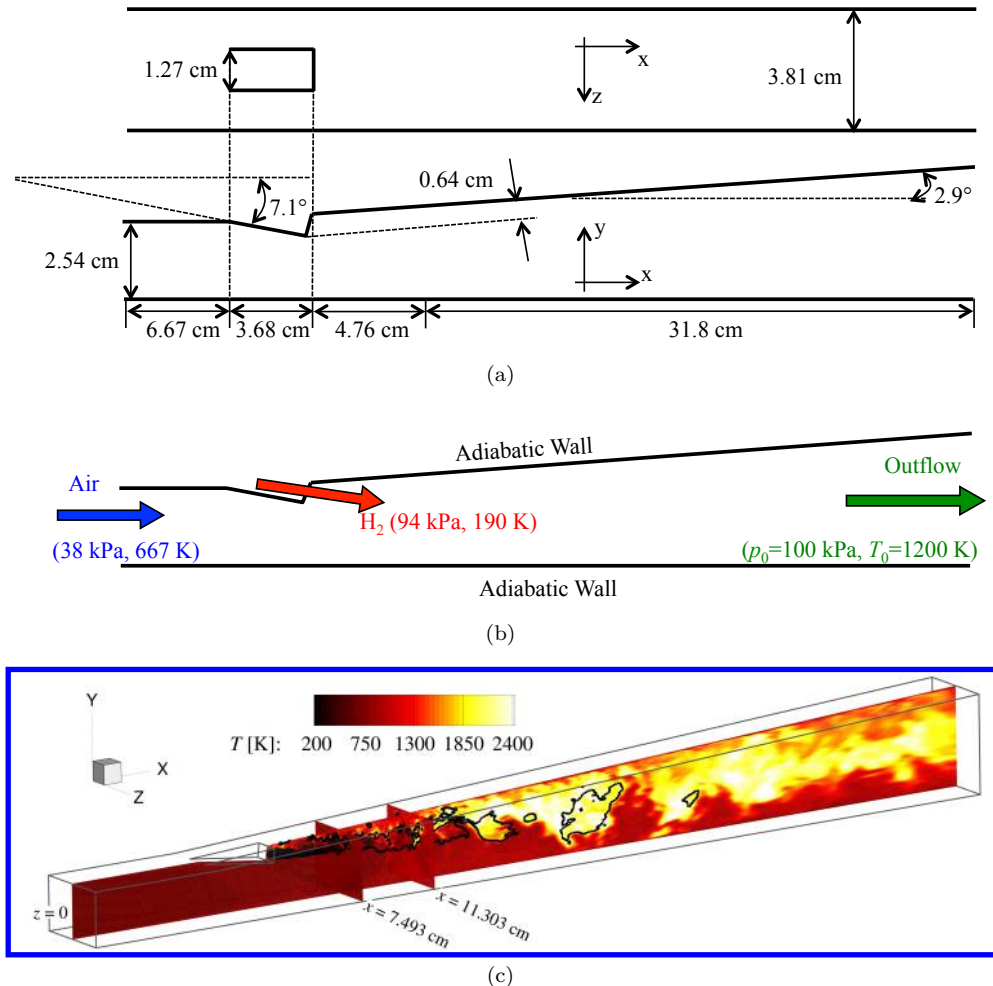 1.27 cm
x
z
3.81 cm
7.1°
0.64 cm
2.9°
2.54 cm
y
x
6.67 cm 3.68 cm 4.76 cm 31.8 cm
(a)
Adiabatic Wall
Air
Outflow
H₂ (94 kPa, 190 K)
(38 kPa, 667 K)
(p₀=100 kPa, T₀=1200 K)
Adiabatic Wall
(b)
Y
X
Z
T [K]: 200 750 1300 1850 2400
z = 0
x = 7.493 cm
x = 11.303 cm
(c)